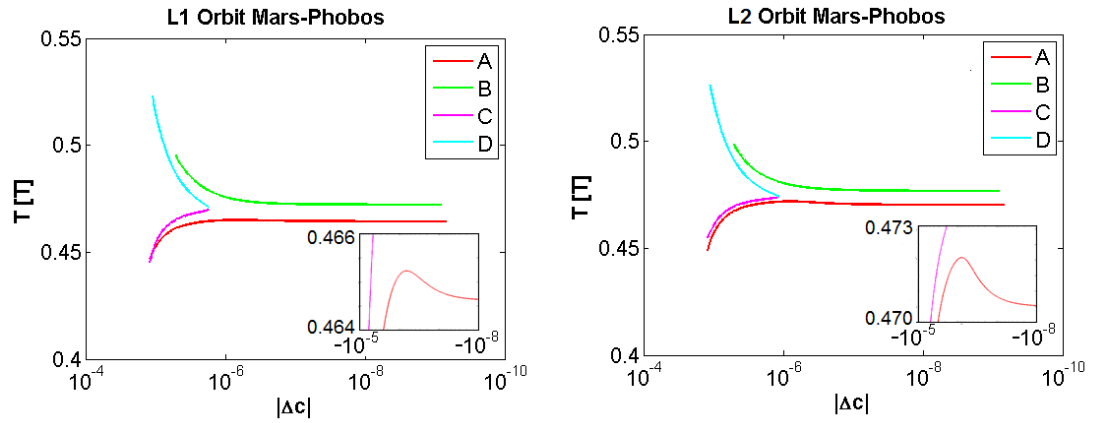 L1 Orbit Mars-Phobos
0.55
0.5
0.45
0.4
T [T]
A
B
C
D
0.466
0.464
-10^-5
-10^-8
10^-4
10^-6
10^-8
10^-10
|Δc|
L2 Orbit Mars-Phobos
0.55
0.5
0.45
0.4
T [T]
A
B
C
D
0.473
0.470
-10^-5
-10^-8
10^-4
10^-6
10^-8
10^-10
|Δc|